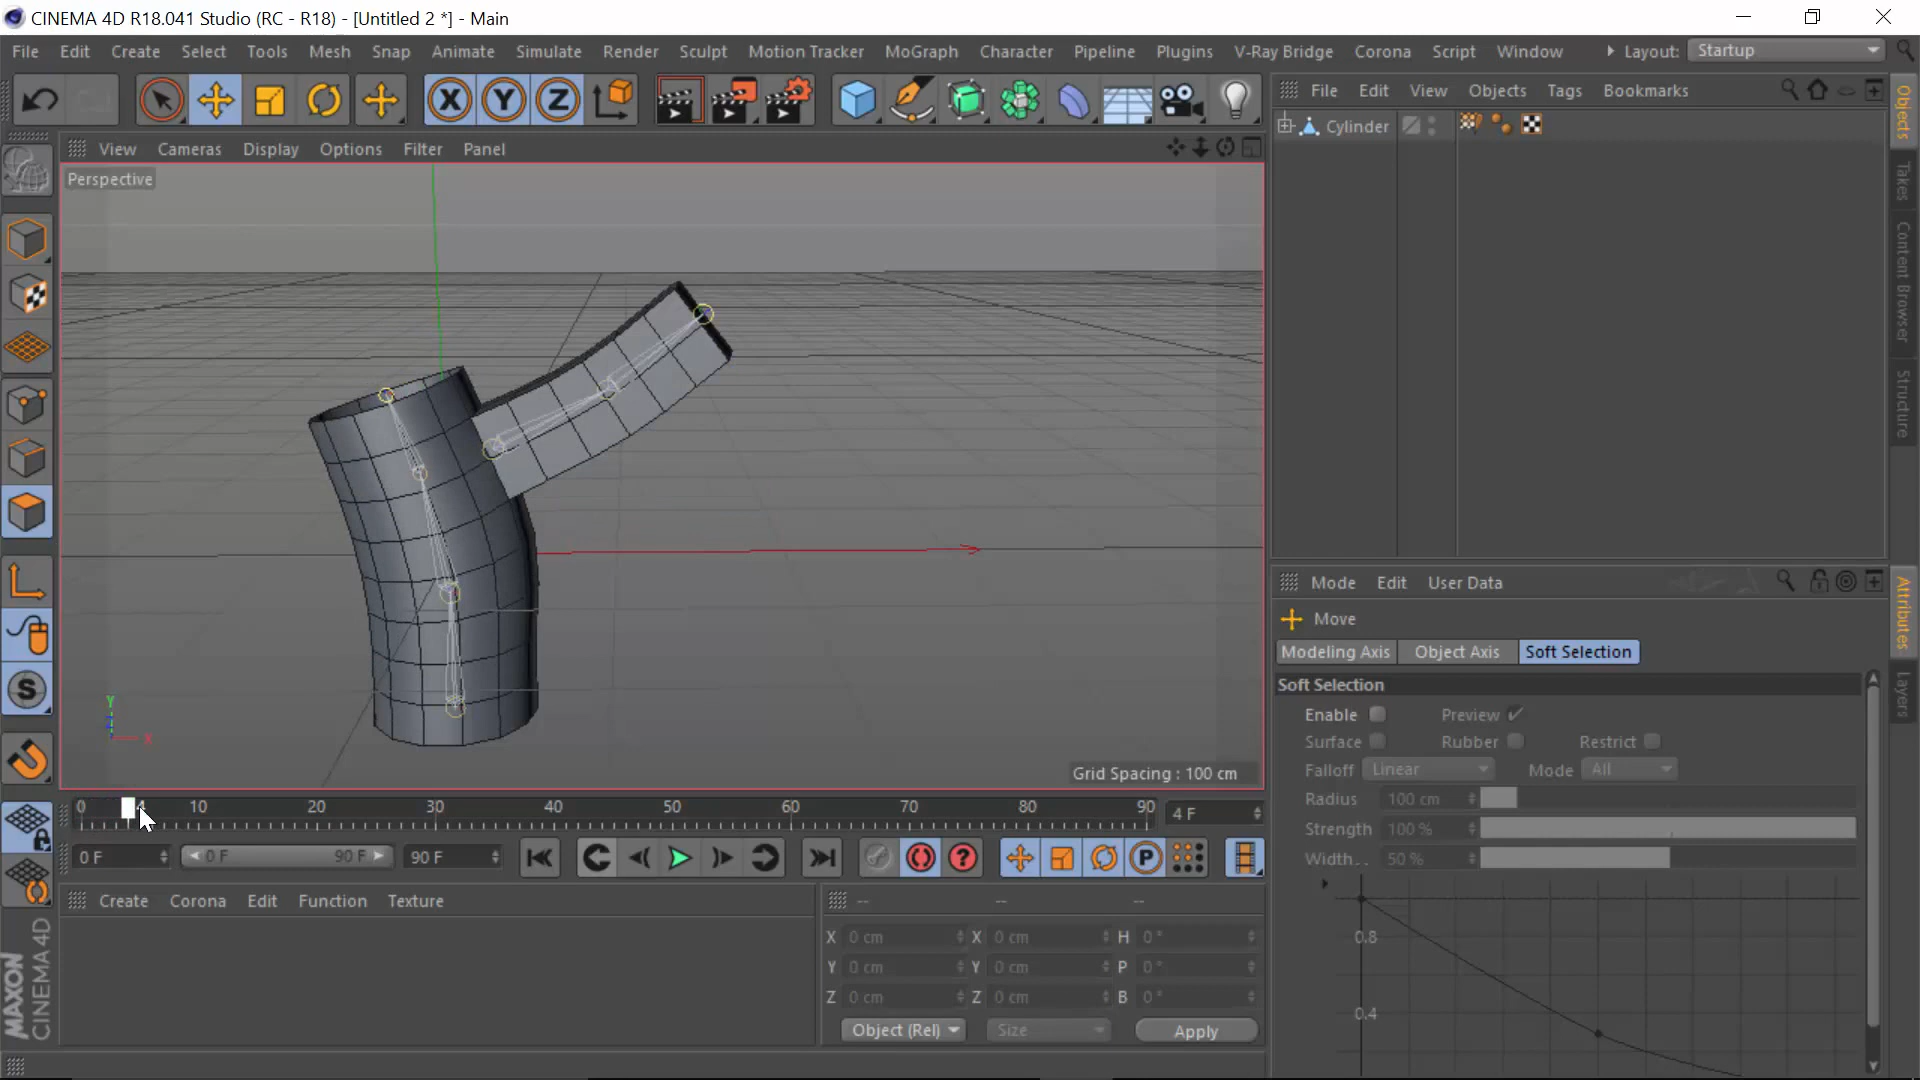 CINEMA 4D R18.041 Studio (RC - R18) - [Untitled 2 *] - Main
File Edit Create Select Tools Mesh Snap Animate Simulate Render Sculpt Motion Tracker MoGraph Character Pipeline Plugins V-Ray Bridge Corona Script Window Layout: Startup
X Y Z
File Edit View Objects Tags Bookmarks
Cylinder
View Cameras Display Options Filter Panel
Perspective
Y
Z
X
Grid Spacing : 100 cm
Objects
Takes
Content Browser
Structure
Mode Edit User Data
Move
Modeling Axis Object Axis Soft Selection
Soft Selection
Enable Preview
Surface Rubber Restrict
Falloff Linear Mode All
Radius 100 cm
Strength 100 %
Width.. 50 %
0.8
0.4
Attributes
Layers
0 4 10 20 30 40 50 60 70 80 90 4 F
0 F 0 F 90 F 90 F
P
Create Corona Edit Function Texture
-- -- --
X 0 cm X 0 cm H 0 °
Y 0 cm Y 0 cm P 0 °
Z 0 cm Z 0 cm B 0 °
Object (Rel) Size Apply
MAXON
CINEMA 4D